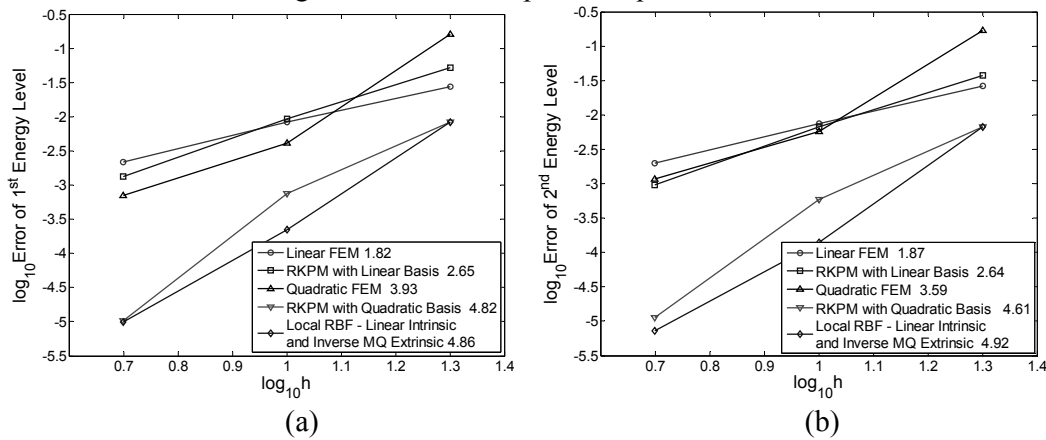 -0.5
-1
-1.5
-2
-2.5
-3
-3.5
-4
-4.5
-5
-5.5
log10Error of 1st Energy Level
Linear FEM 1.82
RKPM with Linear Basis 2.65
Quadratic FEM 3.93
RKPM with Quadratic Basis 4.82
Local RBF - Linear Intrinsic
and Inverse MQ Extrinsic 4.86
0.7 0.8 0.9 1 1.1 1.2 1.3 1.4
log10h
(a)
-0.5
-1
-1.5
-2
-2.5
-3
-3.5
-4
-4.5
-5
-5.5
log10Error of 2nd Energy Level
Linear FEM 1.87
RKPM with Linear Basis 2.64
Quadratic FEM 3.59
RKPM with Quadratic Basis 4.61
Local RBF - Linear Intrinsic
and Inverse MQ Extrinsic 4.92
0.7 0.8 0.9 1 1.1 1.2 1.3 1.4
log10h
(b)